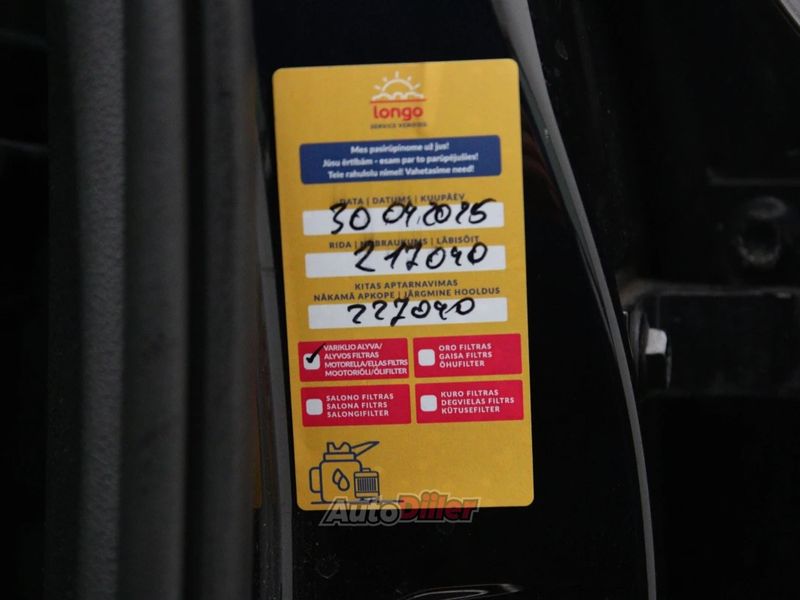 longo
SERVICE XEROING
Mes pasirūpinome už jus!
Jūsu ērtībām - esam par to parūpējušies!
Teie rahulolu nimel! Vahetasime need!
DATA | DATUMS | KUUPÄEV
30 04.2025
RIDA | NOBRAUKUMS | LÄBISÕIT
217040
KITAS APTARNAVIMAS
NĀKAMĀ APKOPE | JÄRGMINE HOOLDUS
227040
VARIKLIO ALYVA/
ALYVOS FILTRAS
MOTORELLA/ELLAS FILTRS
MOOTORIÕLI/ÕLIFILTER
ORO FILTRAS
GAISA FILTRS
ÕHUFILTER
SALONO FILTRAS
SALONA FILTRS
SALONGIFILTER
KURO FILTRAS
DEGVIELAS FILTRS
KÜTUSEFILTER
AutoDiiler